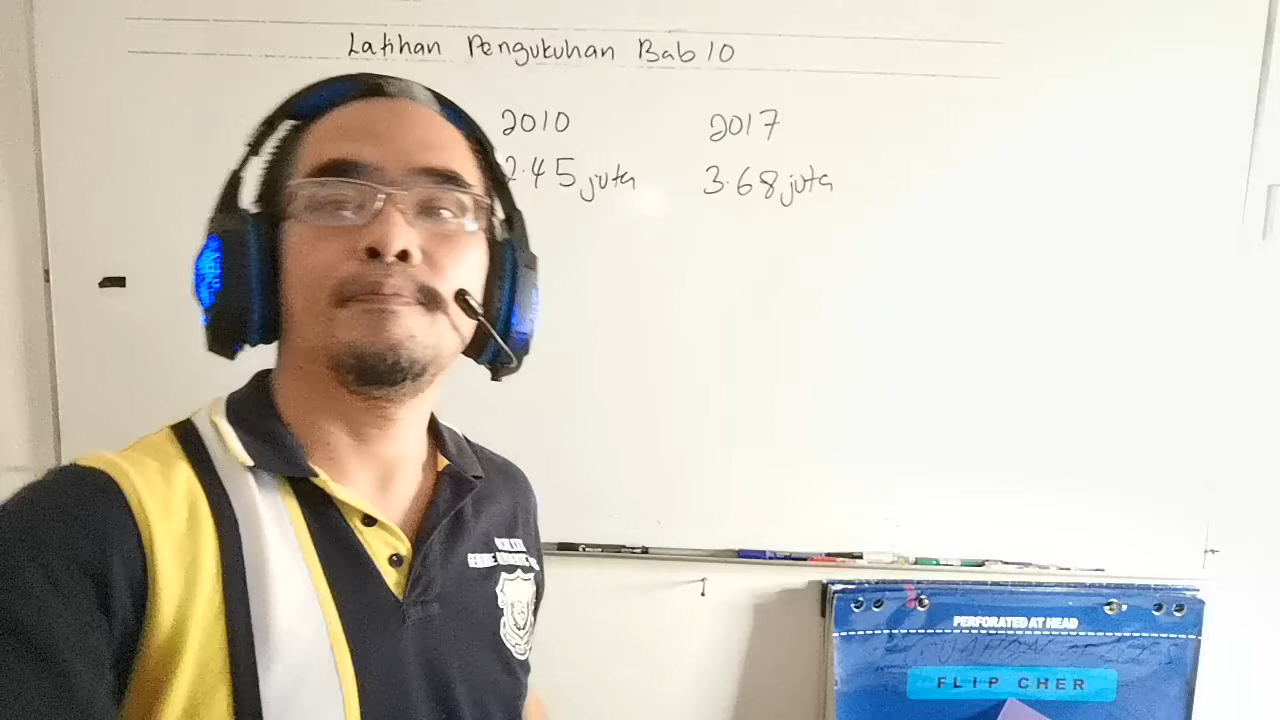 Latihan Pengukuhan Bab 10
2010 2017
2.45 juta 3.68 juta
PERFORATED AT HEAD
FLIP CHER